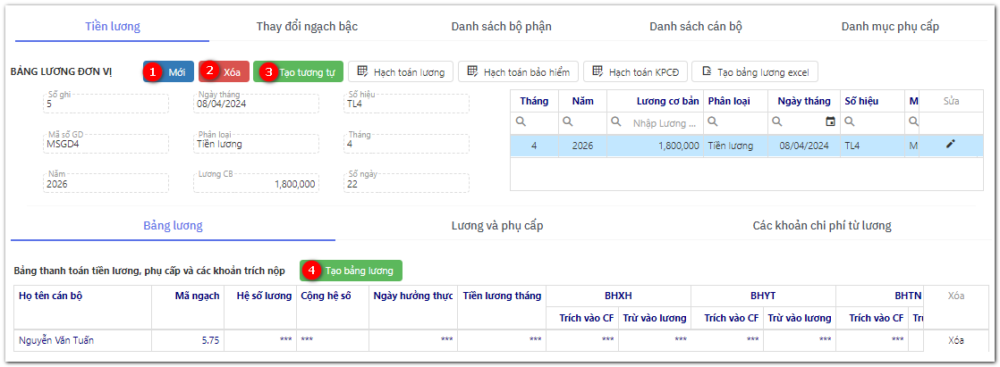 Tiền lương Thay đổi ngạch bậc Danh sách bộ phận Danh sách cán bộ Danh mục phụ cấp
BẢNG LƯƠNG ĐƠN VỊ 1 Mới 2 Xóa 3 Tạo tương tự Hạch toán lương Hạch toán bảo hiểm Hạch toán KPCĐ Tạo bảng lương excel
Số ghi Ngày tháng Số hiệu
5 08/04/2024 TL4
Mã số GD Phân loại Tháng
MSGD4 Tiền lương 4
Năm Lương CB Số ngày
2026 1,800,000 22
Tháng Năm Lương cơ bản Phân loại Ngày tháng Số hiệu M Sửa
Nhập Lương ...
4 2026 1,800,000 Tiền lương 08/04/2024 TL4 M
Bảng lương Lương và phụ cấp Các khoản chi phí từ lương
Bảng thanh toán tiền lương, phụ cấp và các khoản trích nộp 4 Tạo bảng lương
Họ tên cán bộ Mã ngạch Hệ số lương Cộng hệ số Ngày hưởng thực Tiền lương tháng BHXH BHYT BHTN Xóa
Trích vào CF Trừ vào lương Trích vào CF Trừ vào lương Trích vào CF Trừ
Nguyễn Văn Tuấn 5.75 *** *** *** *** *** *** *** *** *** Xóa